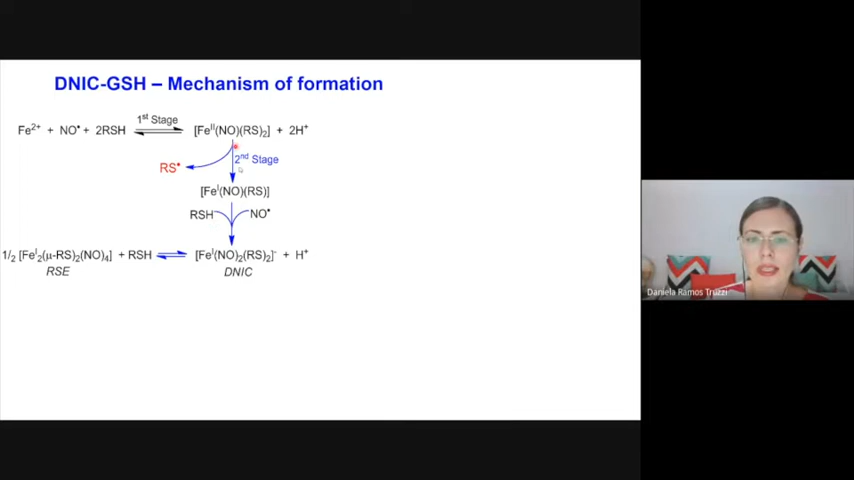 DNIC-GSH – Mechanism of formation
Fe²⁺ + NO• + 2RSH
1st Stage
[Feᴵᴵ(NO)(RS)₂] + 2H⁺
RS•
2nd Stage
[Feᴵ(NO)(RS)]
RSH
NO•
1/2 [Feᴵ₂(μ-RS)₂(NO)₄] + RSH
[Feᴵ(NO)₂(RS)₂]⁻ + H⁺
RSE
DNIC
Daniela Ramos Truzzi